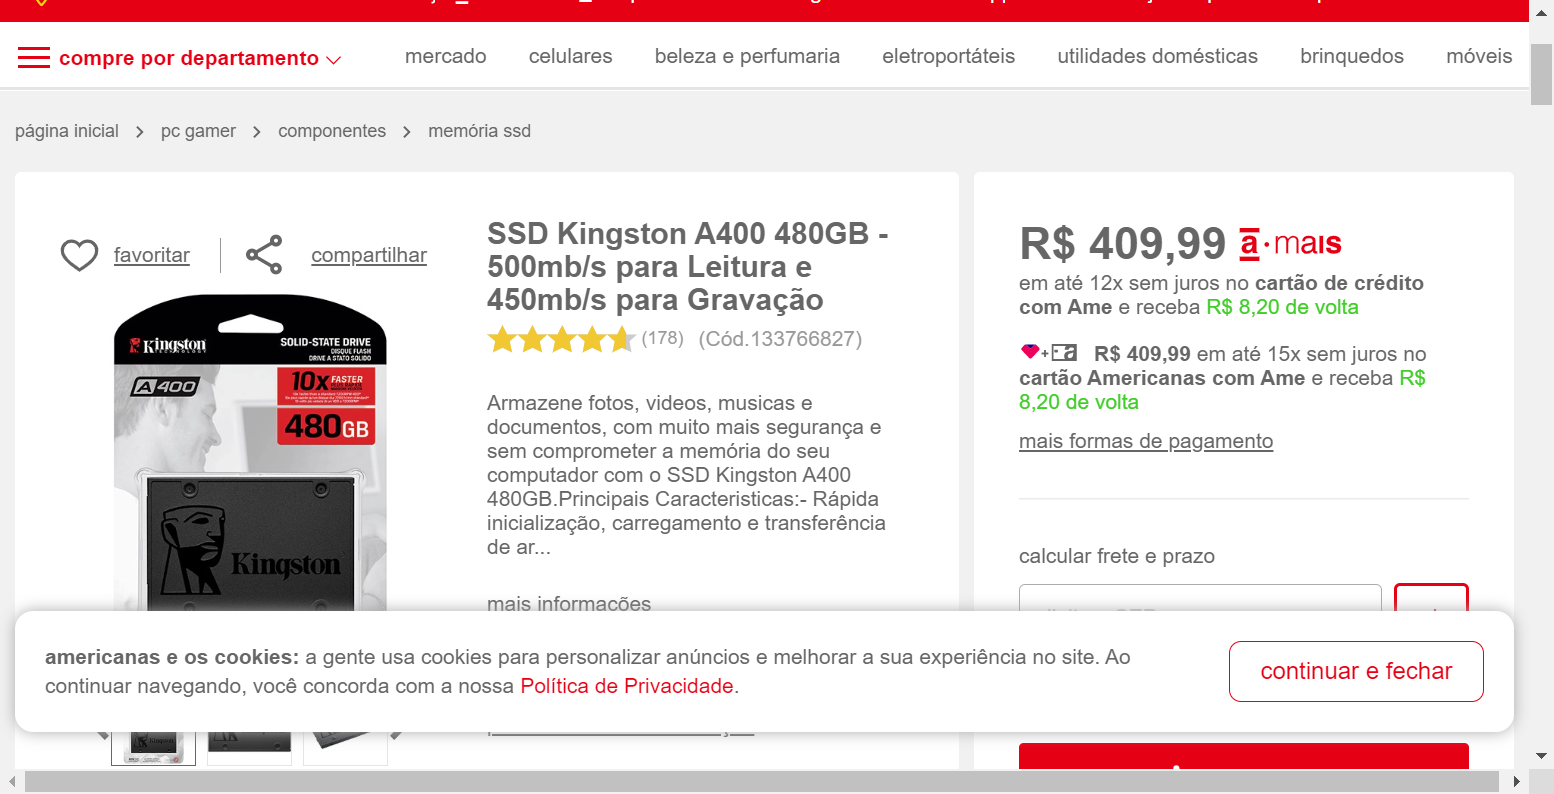 compre por departamento
mercado
celulares
beleza e perfumaria
eletroportáteis
utilidades domésticas
brinquedos
móveis
página inicial > pc gamer > componentes > memória ssd
favoritar
compartilhar
Kingston
TECHNOLOGY
SOLID-STATE DRIVE
DISQUE FLASH
DRIVE A STATO SOLIDO
A400
10x FASTER
480GB
Kingston
SSD Kingston A400 480GB -
500mb/s para Leitura e
450mb/s para Gravação
(178) (Cód.133766827)
Armazene fotos, videos, musicas e
documentos, com muito mais segurança e
sem comprometer a memória do seu
computador com o SSD Kingston A400
480GB.Principais Caracteristicas:- Rápida
inicialização, carregamento e transferência
de ar...
mais informações
R$ 409,99 a·mais
em até 12x sem juros no cartão de crédito
com Ame e receba R$ 8,20 de volta
+ a R$ 409,99 em até 15x sem juros no
cartão Americanas com Ame e receba R$
8,20 de volta
mais formas de pagamento
calcular frete e prazo
americanas e os cookies: a gente usa cookies para personalizar anúncios e melhorar a sua experiência no site. Ao
continuar navegando, você concorda com a nossa Política de Privacidade.
continuar e fechar